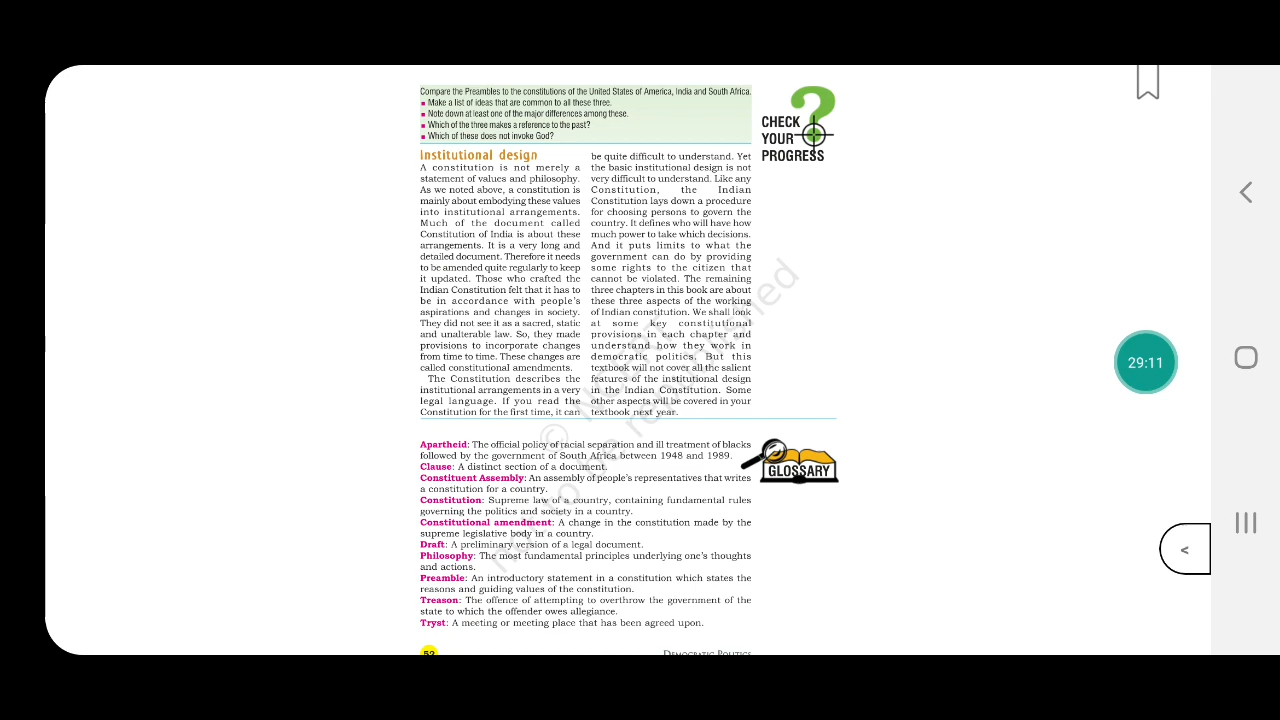 Compare the Preambles to the constitutions of the United States of America, India and South Africa.
Make a list of ideas that are common to all these three.
Note down at least one of the major differences among these.
Which of the three makes a reference to the past?
Which of these does not invoke God?
CHECK
YOUR
PROGRESS
Institutional design
A constitution is not merely a
statement of values and philosophy.
As we noted above, a constitution is
mainly about embodying these values
into institutional arrangements.
Much of the document called
Constitution of India is about these
arrangements. It is a very long and
detailed document. Therefore it needs
to be amended quite regularly to keep
it updated. Those who crafted the
Indian Constitution felt that it has to
be in accordance with people's
aspirations and changes in society.
They did not see it as a sacred, static
and unalterable law. So, they made
provisions to incorporate changes
from time to time. These changes are
called constitutional amendments.
The Constitution describes the
institutional arrangements in a very
legal language. If you read the
Constitution for the first time, it can
be quite difficult to understand. Yet
the basic institutional design is not
very difficult to understand. Like any
Constitution, the Indian
Constitution lays down a procedure
for choosing persons to govern the
country. It defines who will have how
much power to take which decisions.
And it puts limits to what the
government can do by providing
some rights to the citizen that
cannot be violated. The remaining
three chapters in this book are about
these three aspects of the working
of Indian constitution. We shall look
at some key constitutional
provisions in each chapter and
understand how they work in
democratic politics. But this
textbook will not cover all the salient
features of the institutional design
in the Indian Constitution. Some
other aspects will be covered in your
textbook next year.
29:11
<
GLOSSARY
Apartheid: The official policy of racial separation and ill treatment of blacks
followed by the government of South Africa between 1948 and 1989.
Clause: A distinct section of a document.
Constituent Assembly: An assembly of people's representatives that writes
a constitution for a country.
Constitution: Supreme law of a country, containing fundamental rules
governing the politics and society in a country.
Constitutional amendment: A change in the constitution made by the
supreme legislative body in a country.
Draft: A preliminary version of a legal document.
Philosophy: The most fundamental principles underlying one's thoughts
and actions.
Preamble: An introductory statement in a constitution which states the
reasons and guiding values of the constitution.
Treason: The offence of attempting to overthrow the government of the
state to which the offender owes allegiance.
Tryst: A meeting or meeting place that has been agreed upon.
52
DEMOCRATIC POLITICS